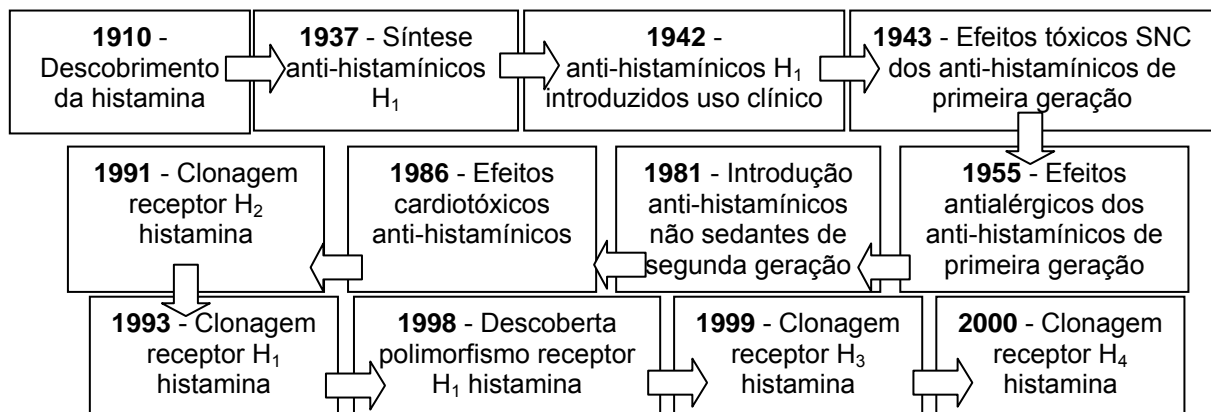 1910 -
Descobrimento
da histamina
1937 - Síntese
anti-histamínicos
H₁
1942 -
anti-histamínicos H₁
introduzidos uso clínico
1943 - Efeitos tóxicos SNC
dos anti-histamínicos de
primeira geração
1955 - Efeitos
antialérgicos dos
anti-histamínicos de
primeira geração
1981 - Introdução
anti-histamínicos
não sedantes de
segunda geração
1986 - Efeitos
cardiotóxicos
anti-histamínicos
1991 - Clonagem
receptor H₂
histamina
1993 - Clonagem
receptor H₁
histamina
1998 - Descoberta
polimorfismo receptor
H₁ histamina
1999 - Clonagem
receptor H₃
histamina
2000 - Clonagem
receptor H₄
histamina